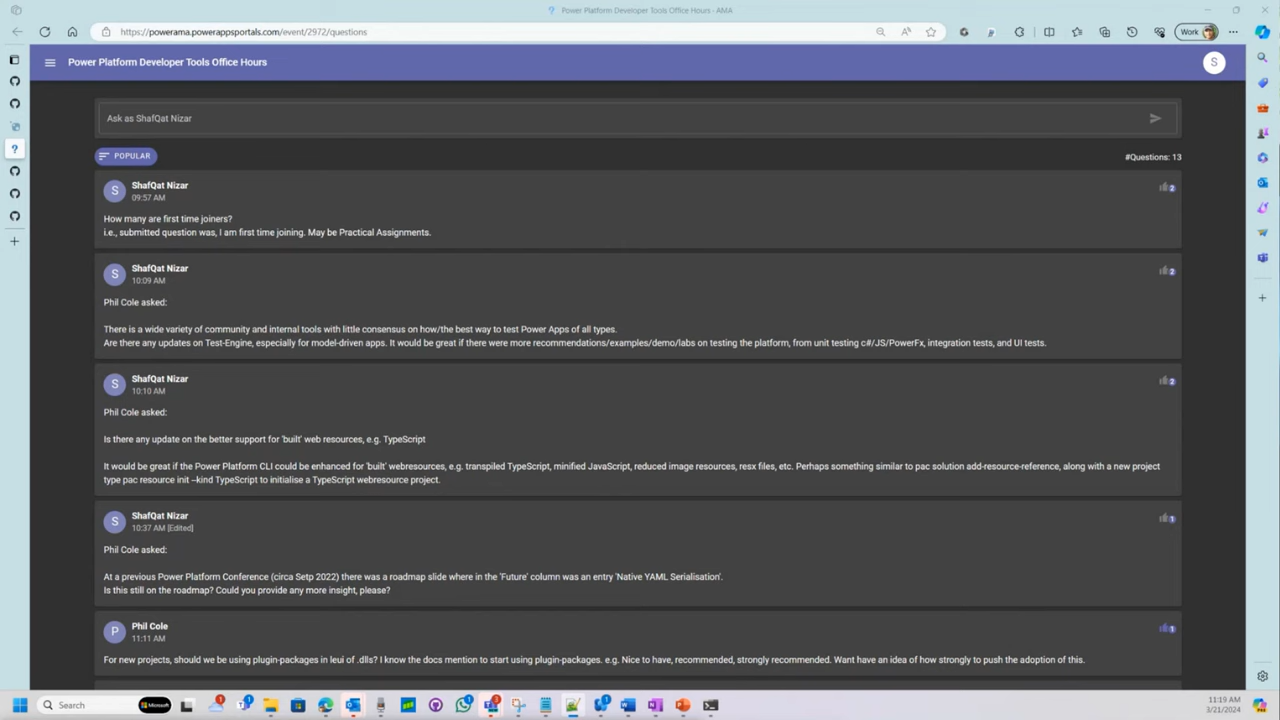 Power Platform Developer Tools Office Hours - AMA
https://powerama.powerappsportals.com/event/2972/questions
Work
Power Platform Developer Tools Office Hours
S
Ask as ShafQat Nizar
POPULAR
#Questions: 13
S
ShafQat Nizar
2
09:57 AM
How many are first time joiners?
i.e., submitted question was, I am first time joining. May be Practical Assignments.
S
ShafQat Nizar
2
10:09 AM
Phil Cole asked:
There is a wide variety of community and internal tools with little consensus on how/the best way to test Power Apps of all types.
Are there any updates on Test-Engine, especially for model-driven apps. It would be great if there were more recommendations/examples/demo/labs on testing the platform, from unit testing c#/JS/PowerFx, integration tests, and UI tests.
S
ShafQat Nizar
2
10:10 AM
Phil Cole asked:
Is there any update on the better support for 'built' web resources, e.g. TypeScript
It would be great if the Power Platform CLI could be enhanced for 'built' webresources, e.g. transpiled TypeScript, minified JavaScript, reduced image resources, resx files, etc. Perhaps something similar to pac solution add-resource-reference, along with a new project
type pac resource init --kind TypeScript to initialise a TypeScript webresource project.
S
ShafQat Nizar
1
10:37 AM [Edited]
Phil Cole asked:
At a previous Power Platform Conference (circa Setp 2022) there was a roadmap slide where in the 'Future' column was an entry 'Native YAML Serialisation'.
Is this still on the roadmap? Could you provide any more insight, please?
P
Phil Cole
1
11:11 AM
For new projects, should we be using plugin-packages in leui of .dlls? I know the docs mention to start using plugin-packages. e.g. Nice to have, recommended, strongly recommended. Want have an idea of how strongly to push the adoption of this.
Search
Microsoft
11:19 AM
3/21/2024